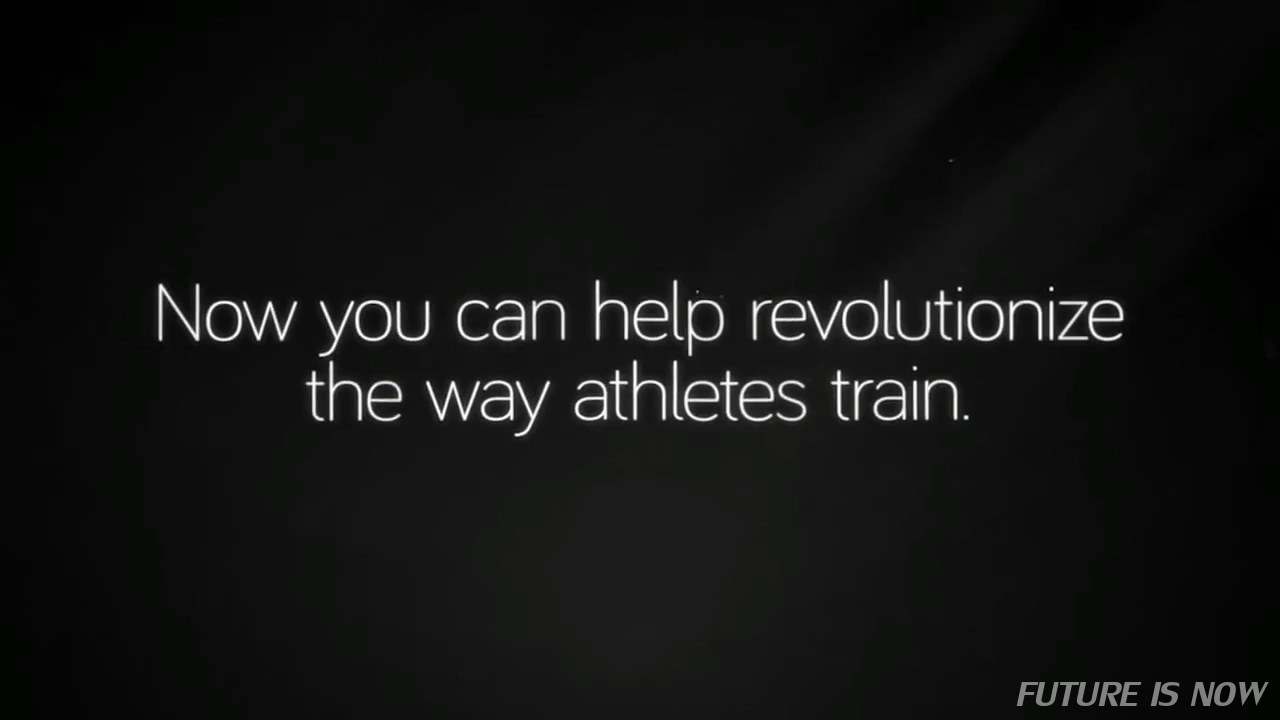 Now you can help revolutionize
the way athletes train.
FUTURE IS NOW